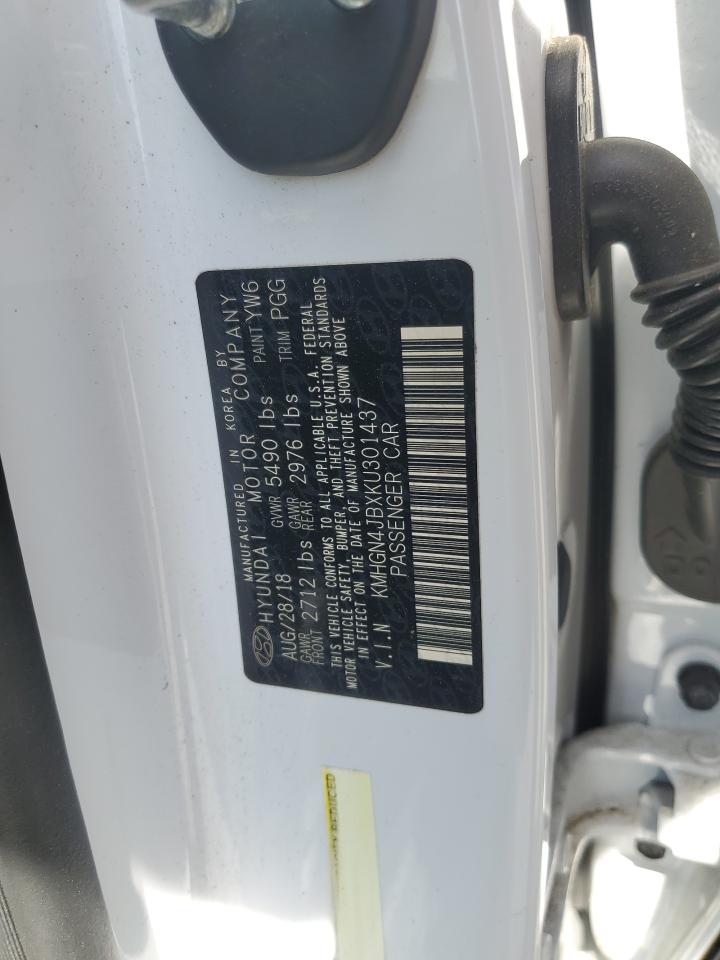 MANUFACTURED IN KOREA BY
HYUNDAI MOTOR COMPANY
AUG/28/18 GVWR 5490 lbs PAINT YW6
GAWR FRONT 2712 lbs GAWR REAR 2976 lbs TRIM PGG
THIS VEHICLE CONFORMS TO ALL APPLICABLE U.S.A. FEDERAL
MOTOR VEHICLE SAFETY, BUMPER, AND THEFT PREVENTION STANDARDS
IN EFFECT ON THE DATE OF MANUFACTURE SHOWN ABOVE
V.I.N KMHGN4JBXKU301437
PASSENGER CAR
REDUCED